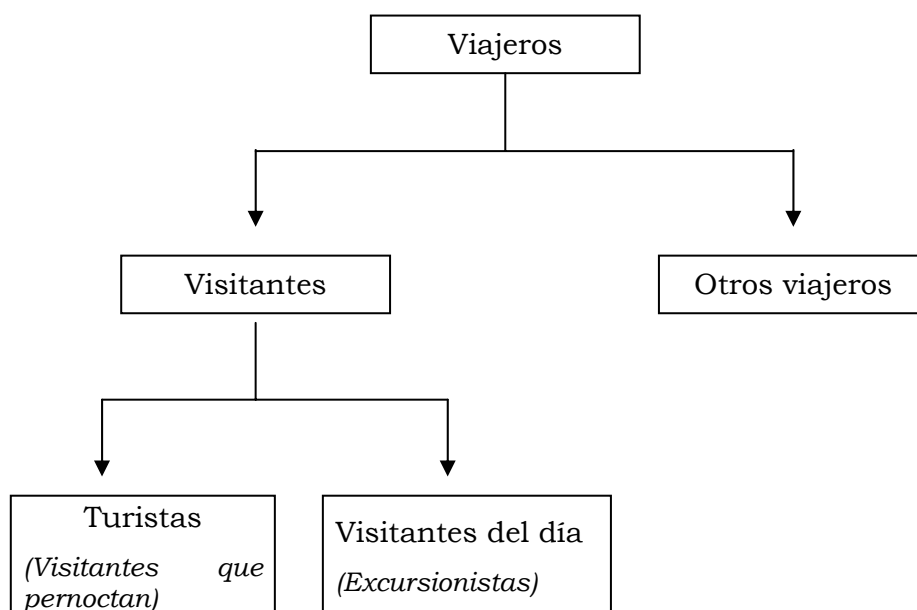 Viajeros
Visitantes
Otros viajeros
Turistas
(Visitantes que
pernoctan)
Visitantes del día
(Excursionistas)